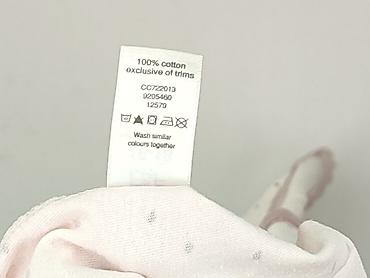 100% cotton
exclusive of trims
CC722013
9205460
12579
Wash similar
colours together